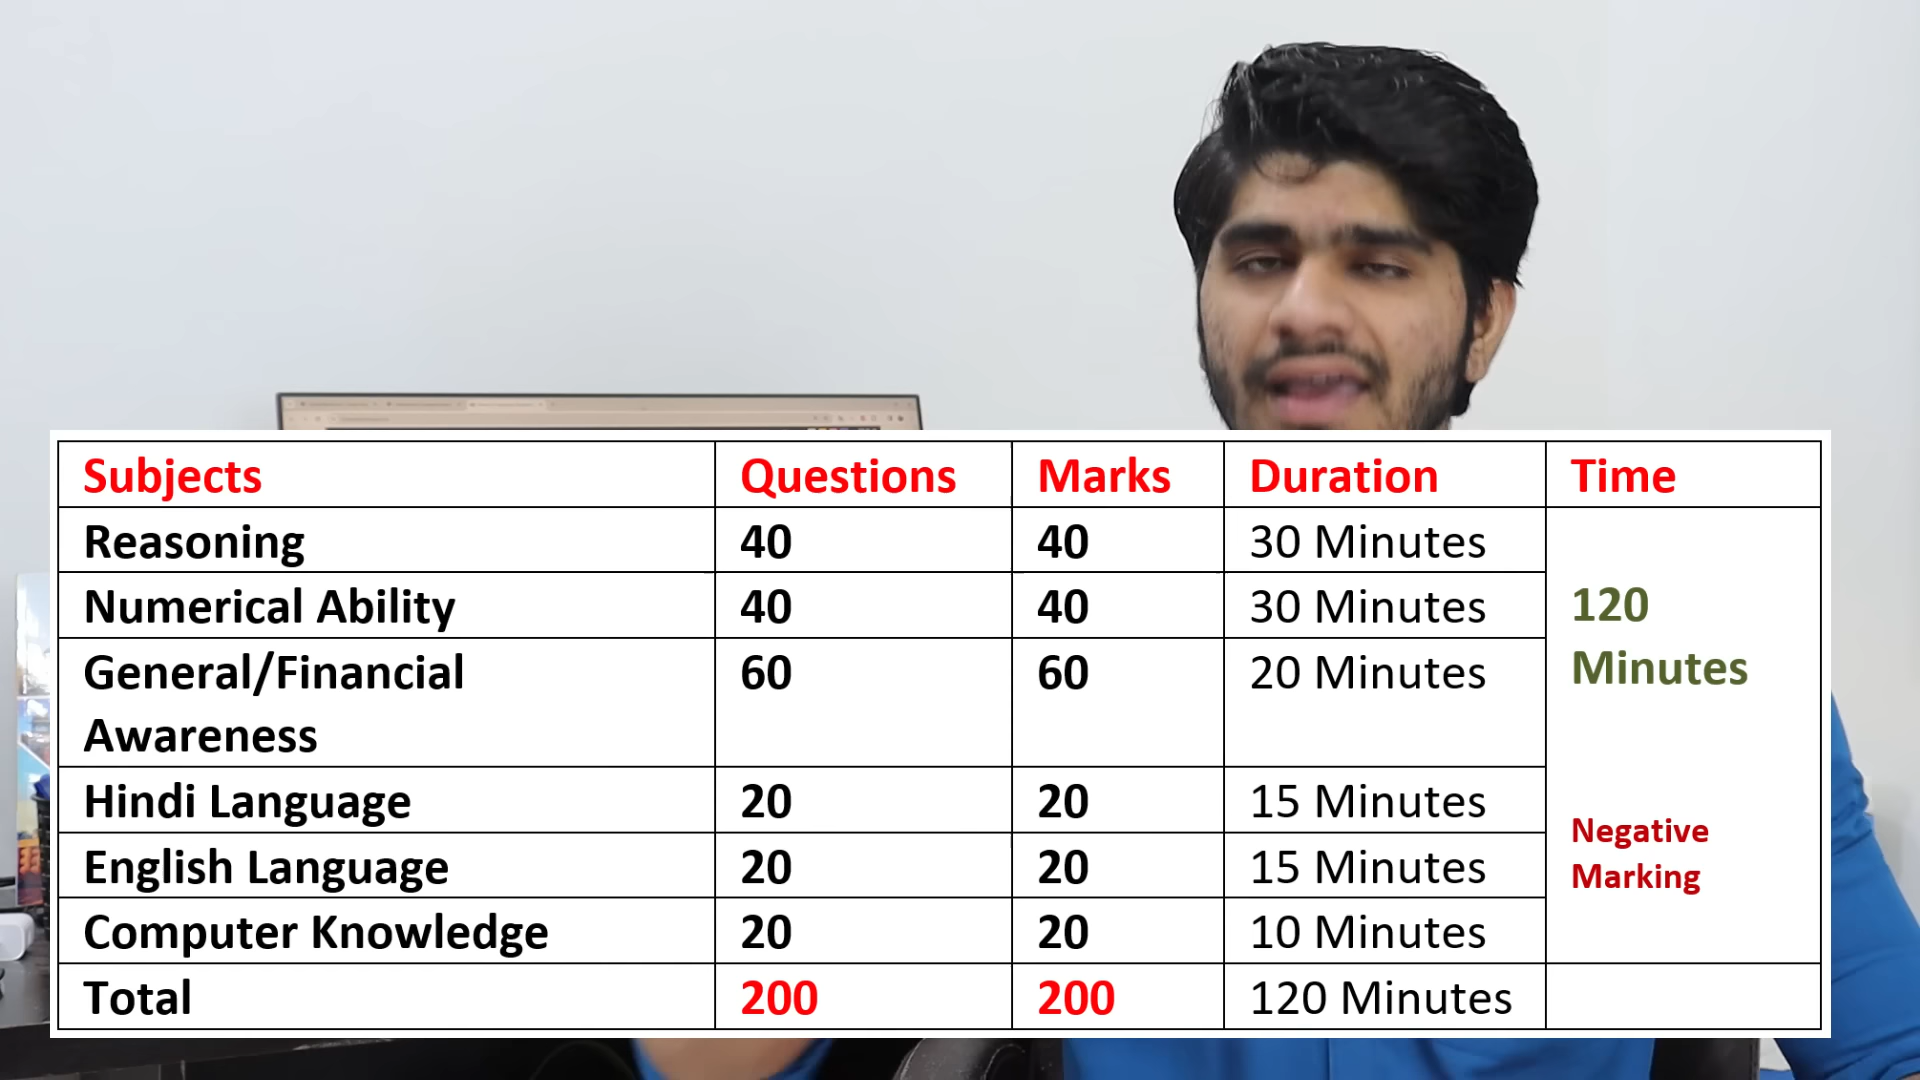 Subjects Questions Marks Duration Time
Reasoning 40 40 30 Minutes
Numerical Ability 40 40 30 Minutes
120
Minutes
General/Financial
Awareness 60 60 20 Minutes
Hindi Language 20 20 15 Minutes
Negative
Marking
English Language 20 20 15 Minutes
Computer Knowledge 20 20 10 Minutes
Total 200 200 120 Minutes